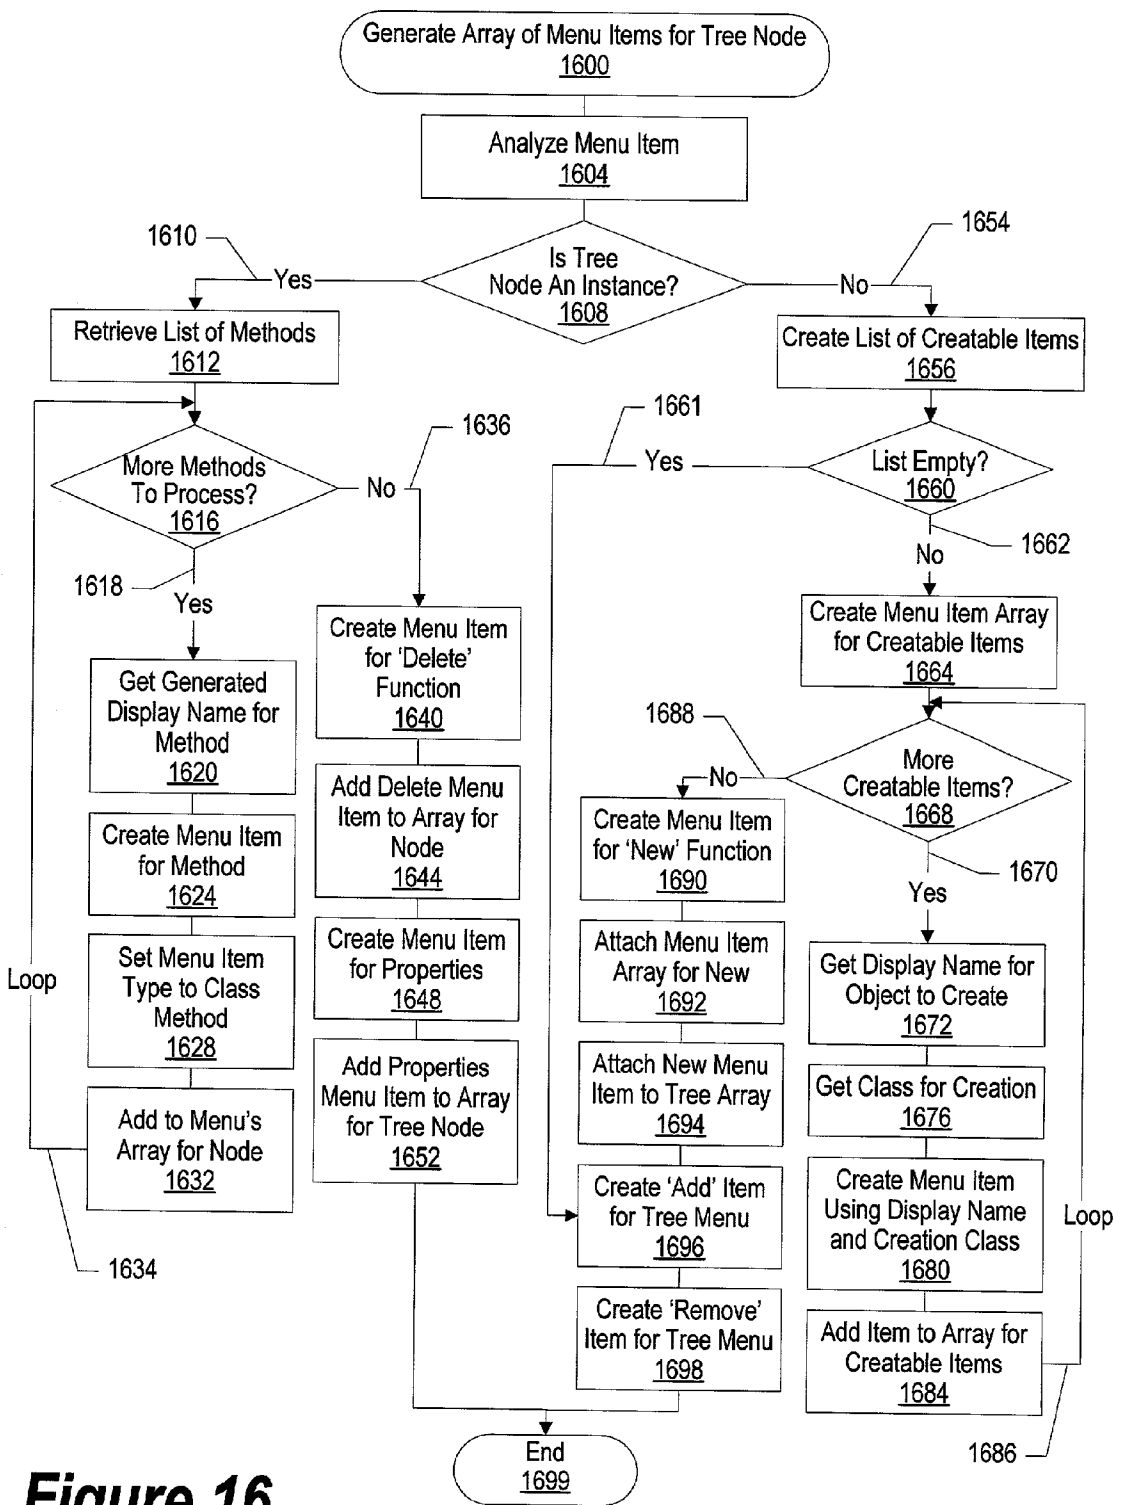 Generate Array of Menu Items for Tree Node
1600
Analyze Menu Item
1604
Is Tree
Node An Instance?
1608
1610
Yes
1654
No
Retrieve List of Methods
1612
Create List of Creatable Items
1656
More Methods
To Process?
1616
1636
No
1618
Yes
1661
Yes
List Empty?
1660
1662
No
Get Generated
Display Name for
Method
1620
Create Menu Item
for Method
1624
Set Menu Item
Type to Class
Method
1628
Add to Menu's
Array for Node
1632
Loop
1634
Create Menu Item
for 'Delete'
Function
1640
Add Delete Menu
Item to Array for
Node
1644
Create Menu Item
for Properties
1648
Add Properties
Menu Item to Array
for Tree Node
1652
Create Menu Item Array
for Creatable Items
1664
More
Creatable Items?
1668
1688
No
1670
Yes
Create Menu Item
for 'New' Function
1690
Attach Menu Item
Array for New
1692
Attach New Menu
Item to Tree Array
1694
Create 'Add' Item
for Tree Menu
1696
Create 'Remove'
Item for Tree Menu
1698
Get Display Name for
Object to Create
1672
Get Class for Creation
1676
Create Menu Item
Using Display Name
and Creation Class
1680
Add Item to Array for
Creatable Items
1684
Loop
1686
End
1699
Figure 16